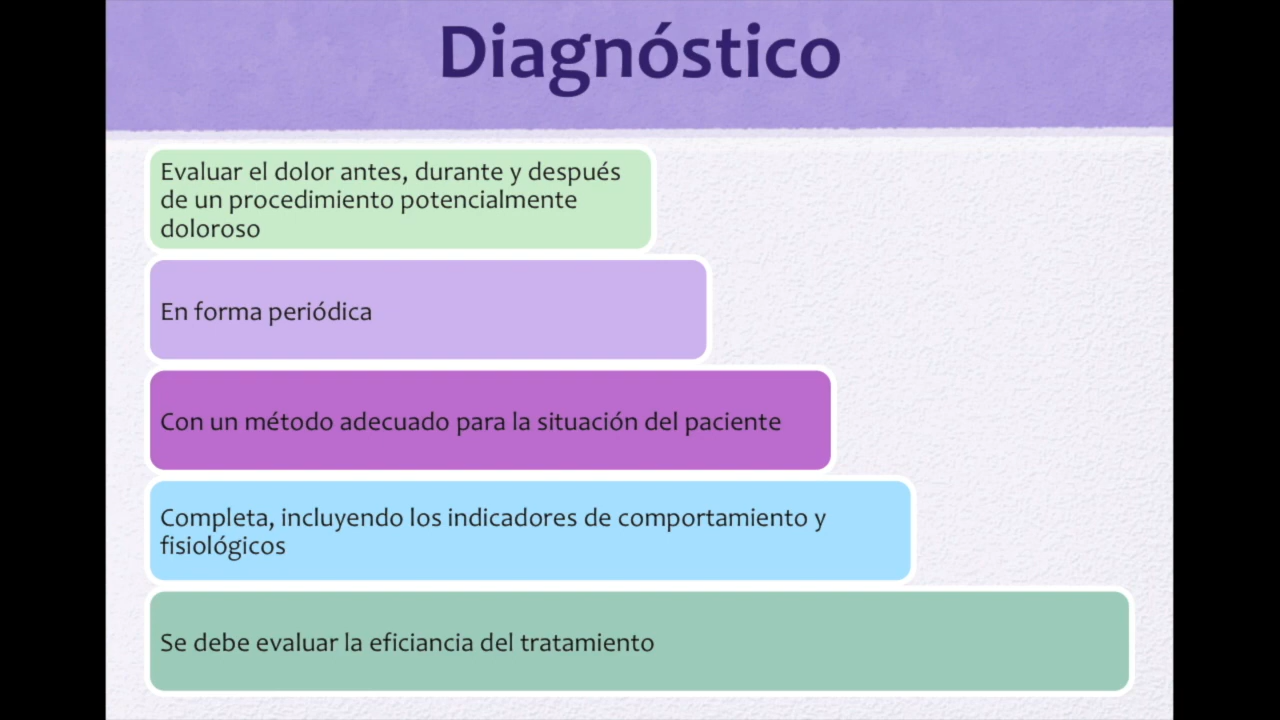 Diagnóstico
Evaluar el dolor antes, durante y después
de un procedimiento potencialmente
doloroso
En forma periódica
Con un método adecuado para la situación del paciente
Completa, incluyendo los indicadores de comportamiento y
fisiológicos
Se debe evaluar la eficiancia del tratamiento